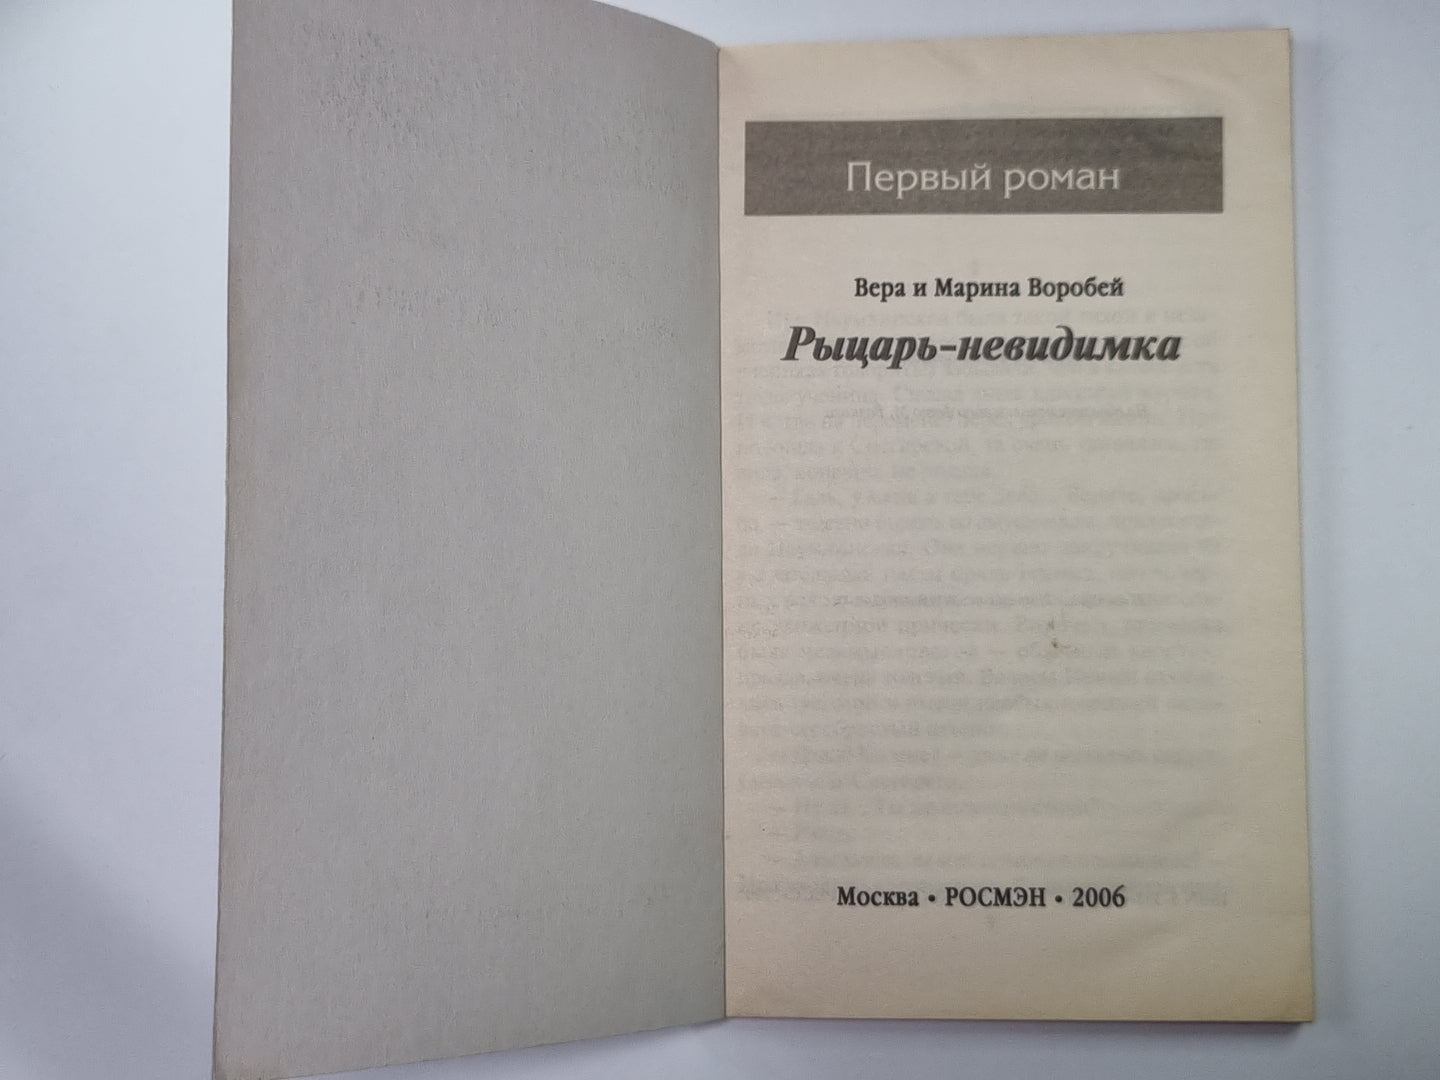 Первый роман
Вера и Марина Воробей
Рыцарь-невидимка
Москва • РОСМЭН • 2006